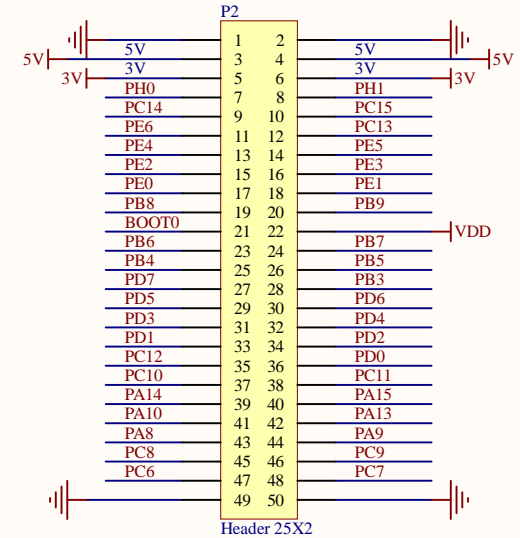 P2
1 2
5V 5V
5V 3 4 5V
3V 3V
3V 5 6 3V
PH0 PH1
7 8
PC14 PC15
9 10
PE6 PC13
11 12
PE4 PE5
13 14
PE2 PE3
15 16
PE0 PE1
17 18
PB8 PB9
19 20
BOOT0
21 22 VDD
PB6 PB7
23 24
PB4 PB5
25 26
PD7 PB3
27 28
PD5 PD6
29 30
PD3 PD4
31 32
PD1 PD2
33 34
PC12 PD0
35 36
PC10 PC11
37 38
PA14 PA15
39 40
PA10 PA13
41 42
PA8 PA9
43 44
PC8 PC9
45 46
PC6 PC7
47 48
49 50
Header 25X2